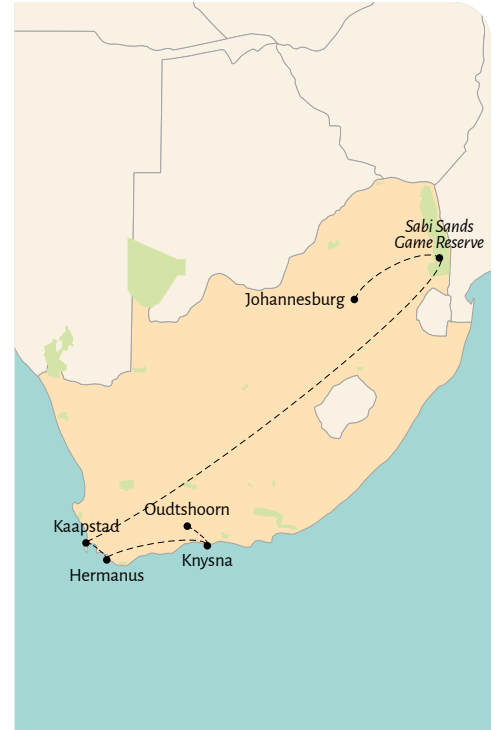 Sabi Sands
Game Reserve
Johannesburg
Oudtshoorn
Kaapstad
Knysna
Hermanus